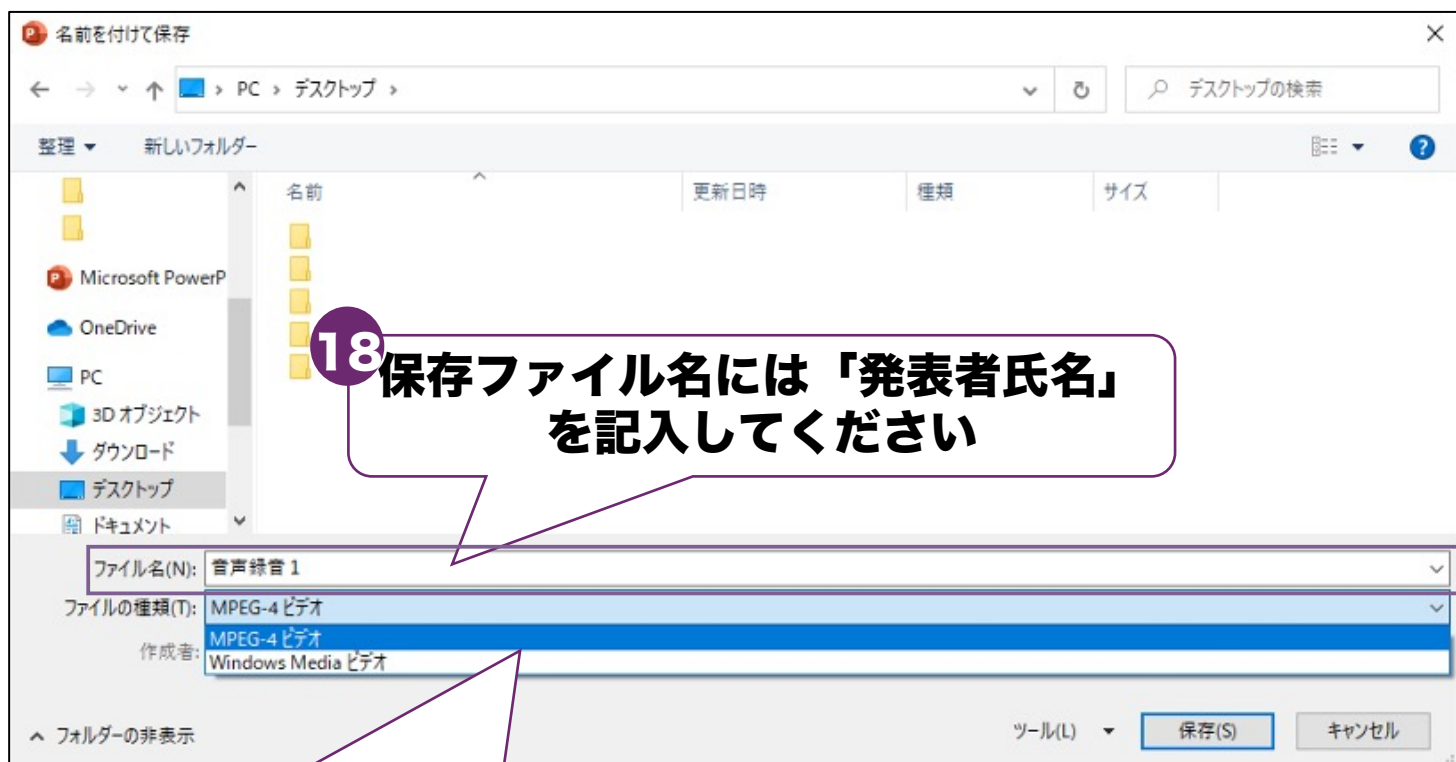 名前を付けて保存
PC › デスクトップ ›
デスクトップの検索
整理 新しいフォルダー
名前 更新日時 種類 サイズ
Microsoft PowerP
OneDrive
PC
3D オブジェクト
ダウンロード
デスクトップ
ドキュメント
18
保存ファイル名には「発表者氏名」
を記入してください
ファイル名(N): 音声録音 1
ファイルの種類(T): MPEG-4 ビデオ
作成者:
MPEG-4 ビデオ
Windows Media ビデオ
フォルダーの非表示
ツール(L) 保存(S) キャンセル